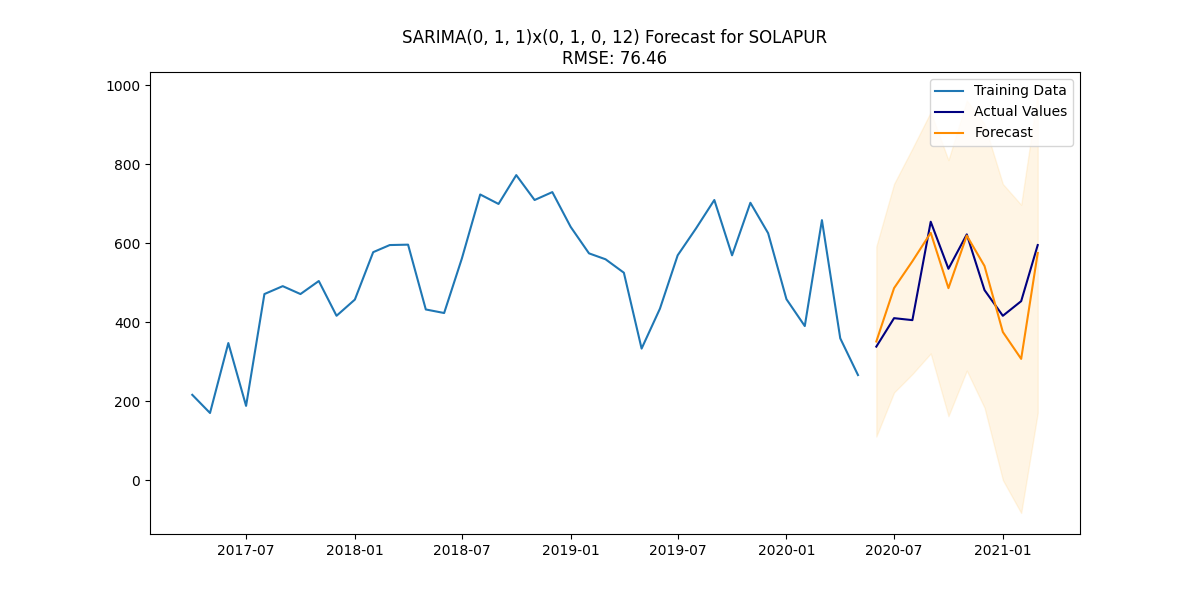 SARIMA(0, 1, 1)x(0, 1, 0, 12) Forecast for SOLAPUR
RMSE: 76.46
1000
800
600
400
200
0
Training Data
Actual Values
Forecast
2017-07
2018-01
2018-07
2019-01
2019-07
2020-01
2020-07
2021-01